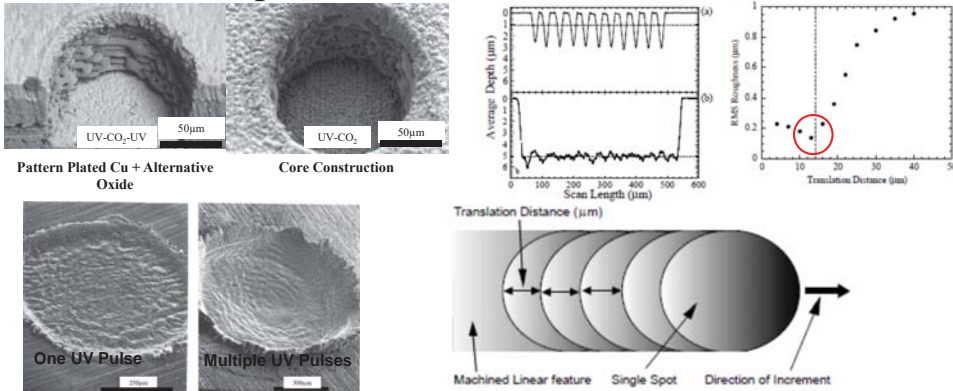 UV-CO₂-UV
50μm
UV-CO₂
50μm
Pattern Plated Cu + Alternative
Oxide
Core Construction
One UV Pulse
Multiple UV Pulses
Average Depth (μm)
0
1
2
3
4
5
6
(a)
0
1
2
3
4
5
6
(b)
0
100
200
300
400
500
600
Scan Length (μm)
RMS Roughness (μm)
1
0.8
0.6
0.4
0.2
0
0
10
20
30
40
50
Translation Distance (μm)
Translation Distance (μm)
Machined Linear feature
Single Spot
Direction of Increment